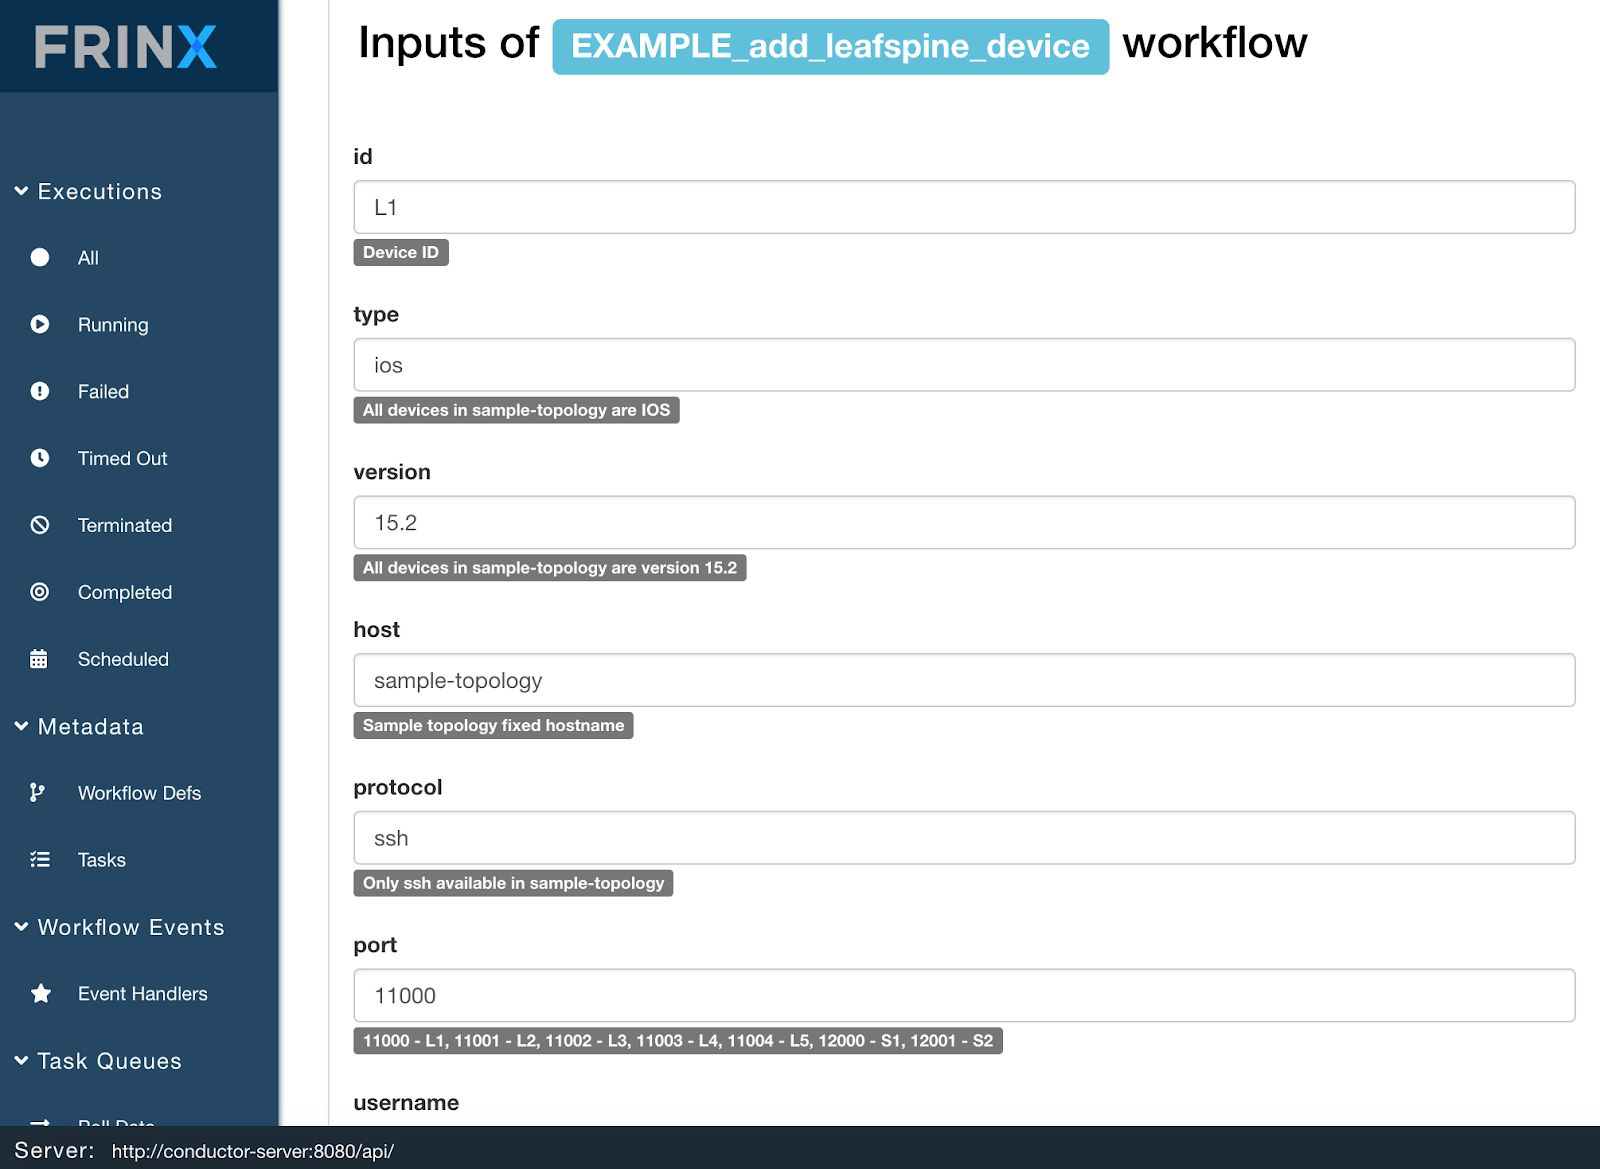 FRINX
Executions
All
Running
Failed
Timed Out
Terminated
Completed
Scheduled
Metadata
Workflow Defs
Tasks
Workflow Events
Event Handlers
Task Queues
Poll Data
Inputs of EXAMPLE_add_leafspine_device workflow
id
L1
Device ID
type
ios
All devices in sample-topology are IOS
version
15.2
All devices in sample-topology are version 15.2
host
sample-topology
Sample topology fixed hostname
protocol
ssh
Only ssh available in sample-topology
port
11000
11000 - L1, 11001 - L2, 11002 - L3, 11003 - L4, 11004 - L5, 12000 - S1, 12001 - S2
username
Server: http://conductor-server:8080/api/